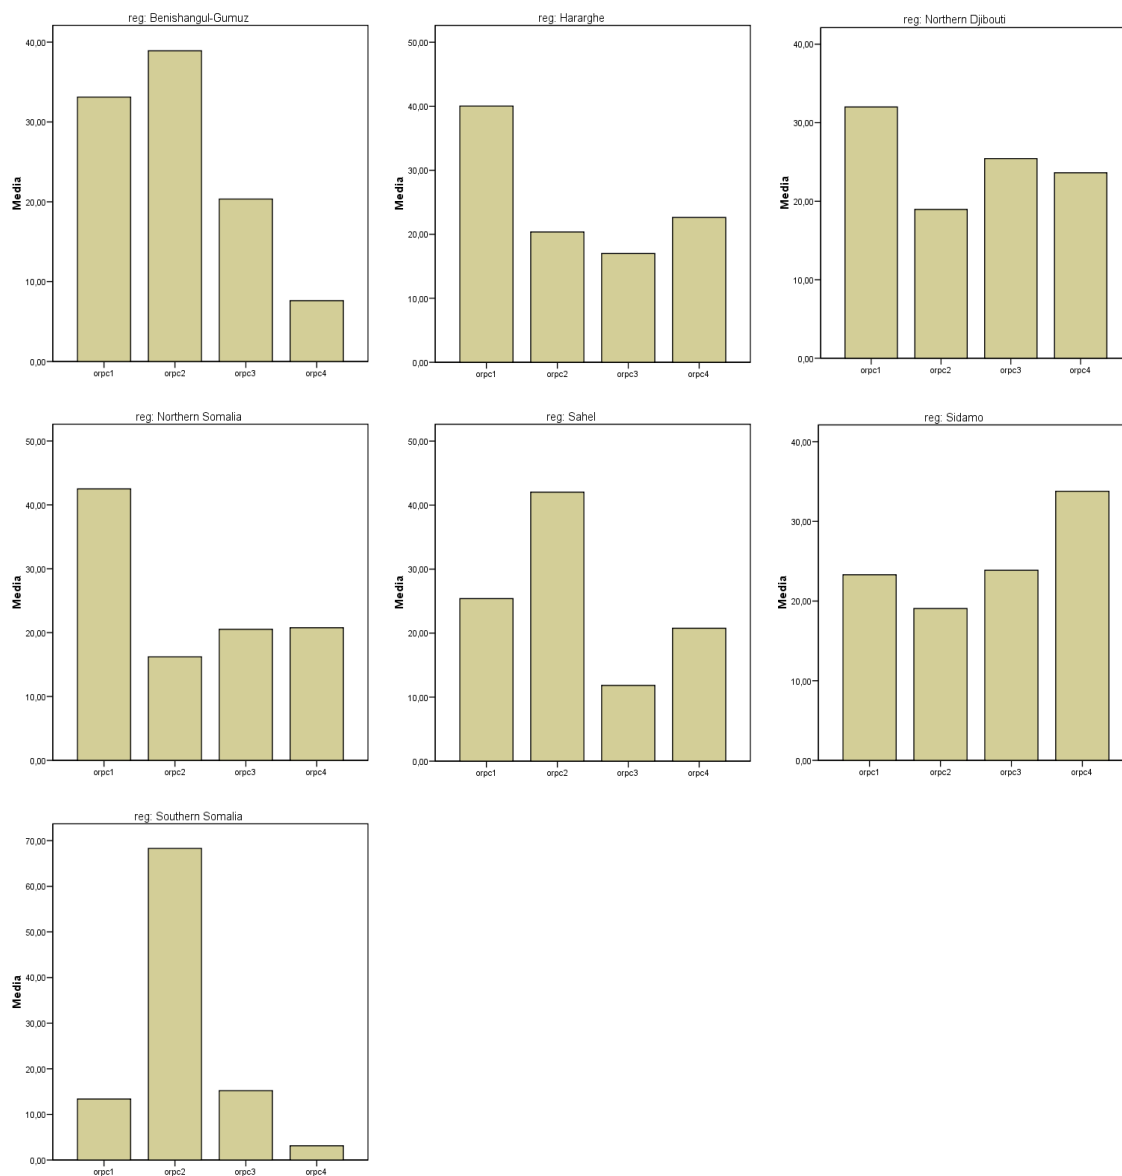 reg: Benishangul-Gumuz
Media
40,00
30,00
20,00
10,00
0,00
orpc1 orpc2 orpc3 orpc4
reg: Hararghe
Media
50,00
40,00
30,00
20,00
10,00
0,00
orpc1 orpc2 orpc3 orpc4
reg: Northern Djibouti
Media
40,00
30,00
20,00
10,00
0,00
orpc1 orpc2 orpc3 orpc4
reg: Northern Somalia
Media
50,00
40,00
30,00
20,00
10,00
0,00
orpc1 orpc2 orpc3 orpc4
reg: Sahel
Media
50,00
40,00
30,00
20,00
10,00
0,00
orpc1 orpc2 orpc3 orpc4
reg: Sidamo
Media
40,00
30,00
20,00
10,00
0,00
orpc1 orpc2 orpc3 orpc4
reg: Southern Somalia
Media
70,00
60,00
50,00
40,00
30,00
20,00
10,00
0,00
orpc1 orpc2 orpc3 orpc4